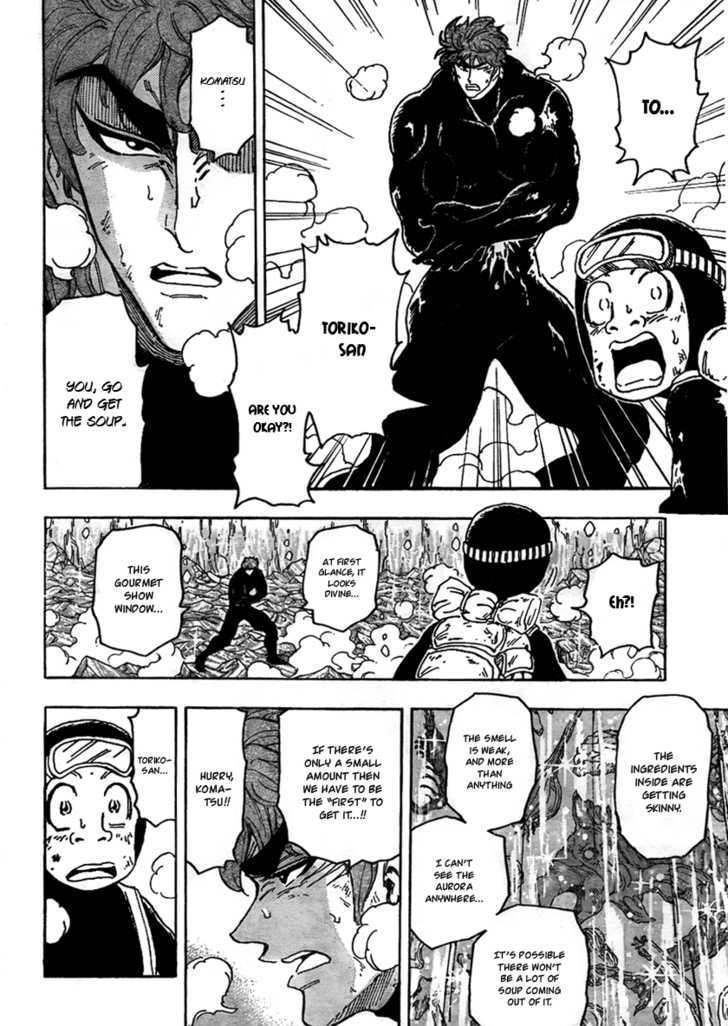 TO...
TORIKO-
SAN
ARE YOU
OKAY?!
KOMATSU
...
YOU, GO
AND GET
THE SOUP.
EH?!
AT FIRST
GLANCE, IT
LOOKS
DIVINE...
THIS
GOURMET
SHOW
WINDOW...
THE
INGREDIENTS
INSIDE ARE
GETTING
SKINNY.
THE SMELL
IS WEAK,
AND MORE
THAN
ANYTHING
I CAN'T
SEE THE
AURORA
ANYWHERE...
IT'S POSSIBLE
THERE WON'T
BE A LOT OF
SOUP COMING
OUT OF IT.
IF THERE'S
ONLY A SMALL
AMOUNT THEN
WE HAVE TO BE
THE "FIRST" TO
GET IT...!!
HURRY,
KOMA-
TSU!!
TORIKO-
SAN...